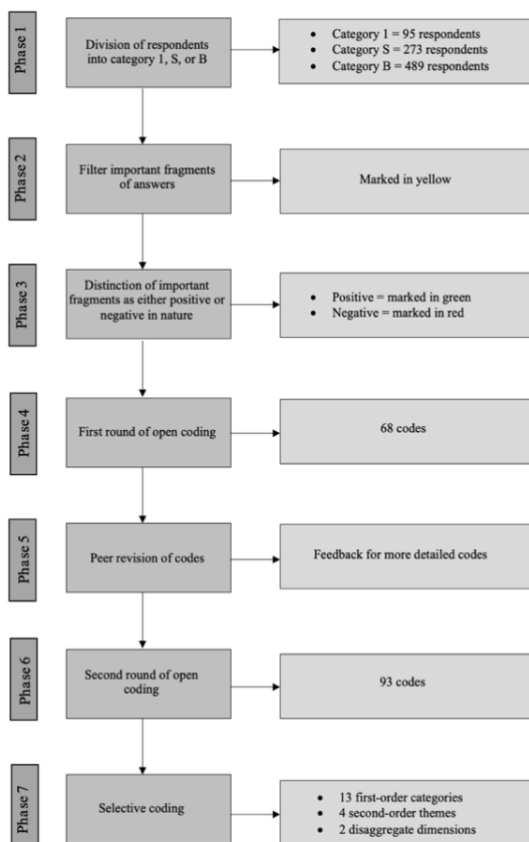 Phase 1
Division of respondents
into category 1, S, or B
• Category 1 = 95 respondents
• Category S = 273 respondents
• Category B = 489 respondents
Phase 2
Filter important fragments
of answers
Marked in yellow
Phase 3
Distinction of important
fragments as either positive or
negative in nature
• Positive = marked in green
• Negative = marked in red
Phase 4
First round of open coding
68 codes
Phase 5
Peer revision of codes
Feedback for more detailed codes
Phase 6
Second round of open
coding
93 codes
Phase 7
Selective coding
• 13 first-order categories
• 4 second-order themes
• 2 disaggregate dimensions